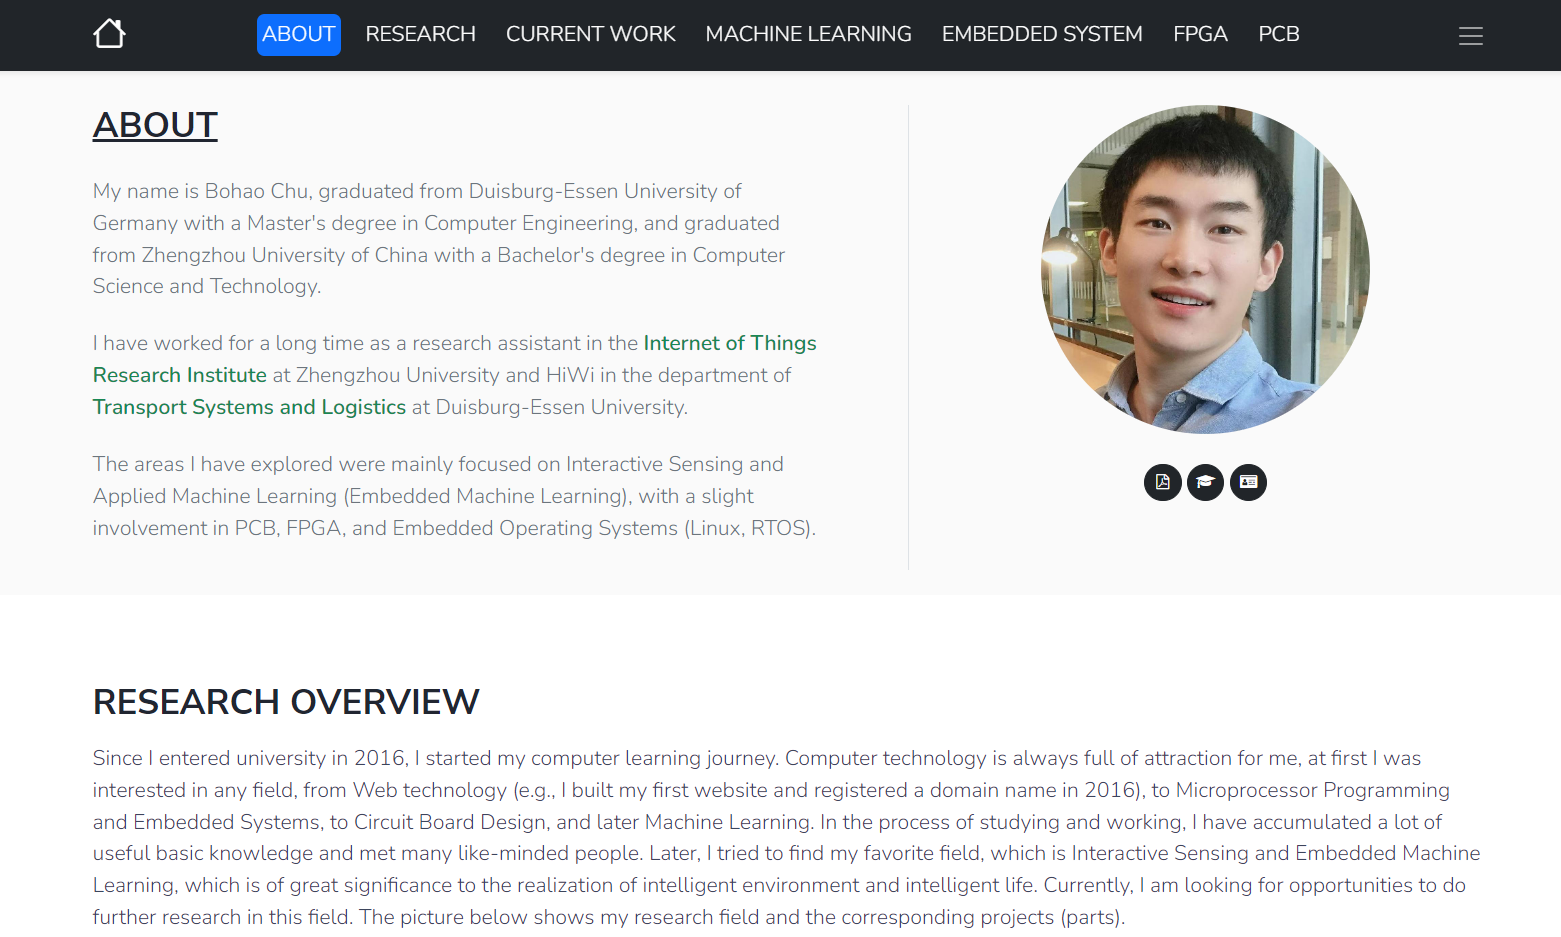 ABOUT RESEARCH CURRENT WORK MACHINE LEARNING EMBEDDED SYSTEM FPGA PCB
ABOUT
My name is Bohao Chu, graduated from Duisburg-Essen University of
Germany with a Master's degree in Computer Engineering, and graduated
from Zhengzhou University of China with a Bachelor's degree in Computer
Science and Technology.
I have worked for a long time as a research assistant in the Internet of Things
Research Institute at Zhengzhou University and HiWi in the department of
Transport Systems and Logistics at Duisburg-Essen University.
The areas I have explored were mainly focused on Interactive Sensing and
Applied Machine Learning (Embedded Machine Learning), with a slight
involvement in PCB, FPGA, and Embedded Operating Systems (Linux, RTOS).
RESEARCH OVERVIEW
Since I entered university in 2016, I started my computer learning journey. Computer technology is always full of attraction for me, at first I was
interested in any field, from Web technology (e.g., I built my first website and registered a domain name in 2016), to Microprocessor Programming
and Embedded Systems, to Circuit Board Design, and later Machine Learning. In the process of studying and working, I have accumulated a lot of
useful basic knowledge and met many like-minded people. Later, I tried to find my favorite field, which is Interactive Sensing and Embedded Machine
Learning, which is of great significance to the realization of intelligent environment and intelligent life. Currently, I am looking for opportunities to do
further research in this field. The picture below shows my research field and the corresponding projects (parts).